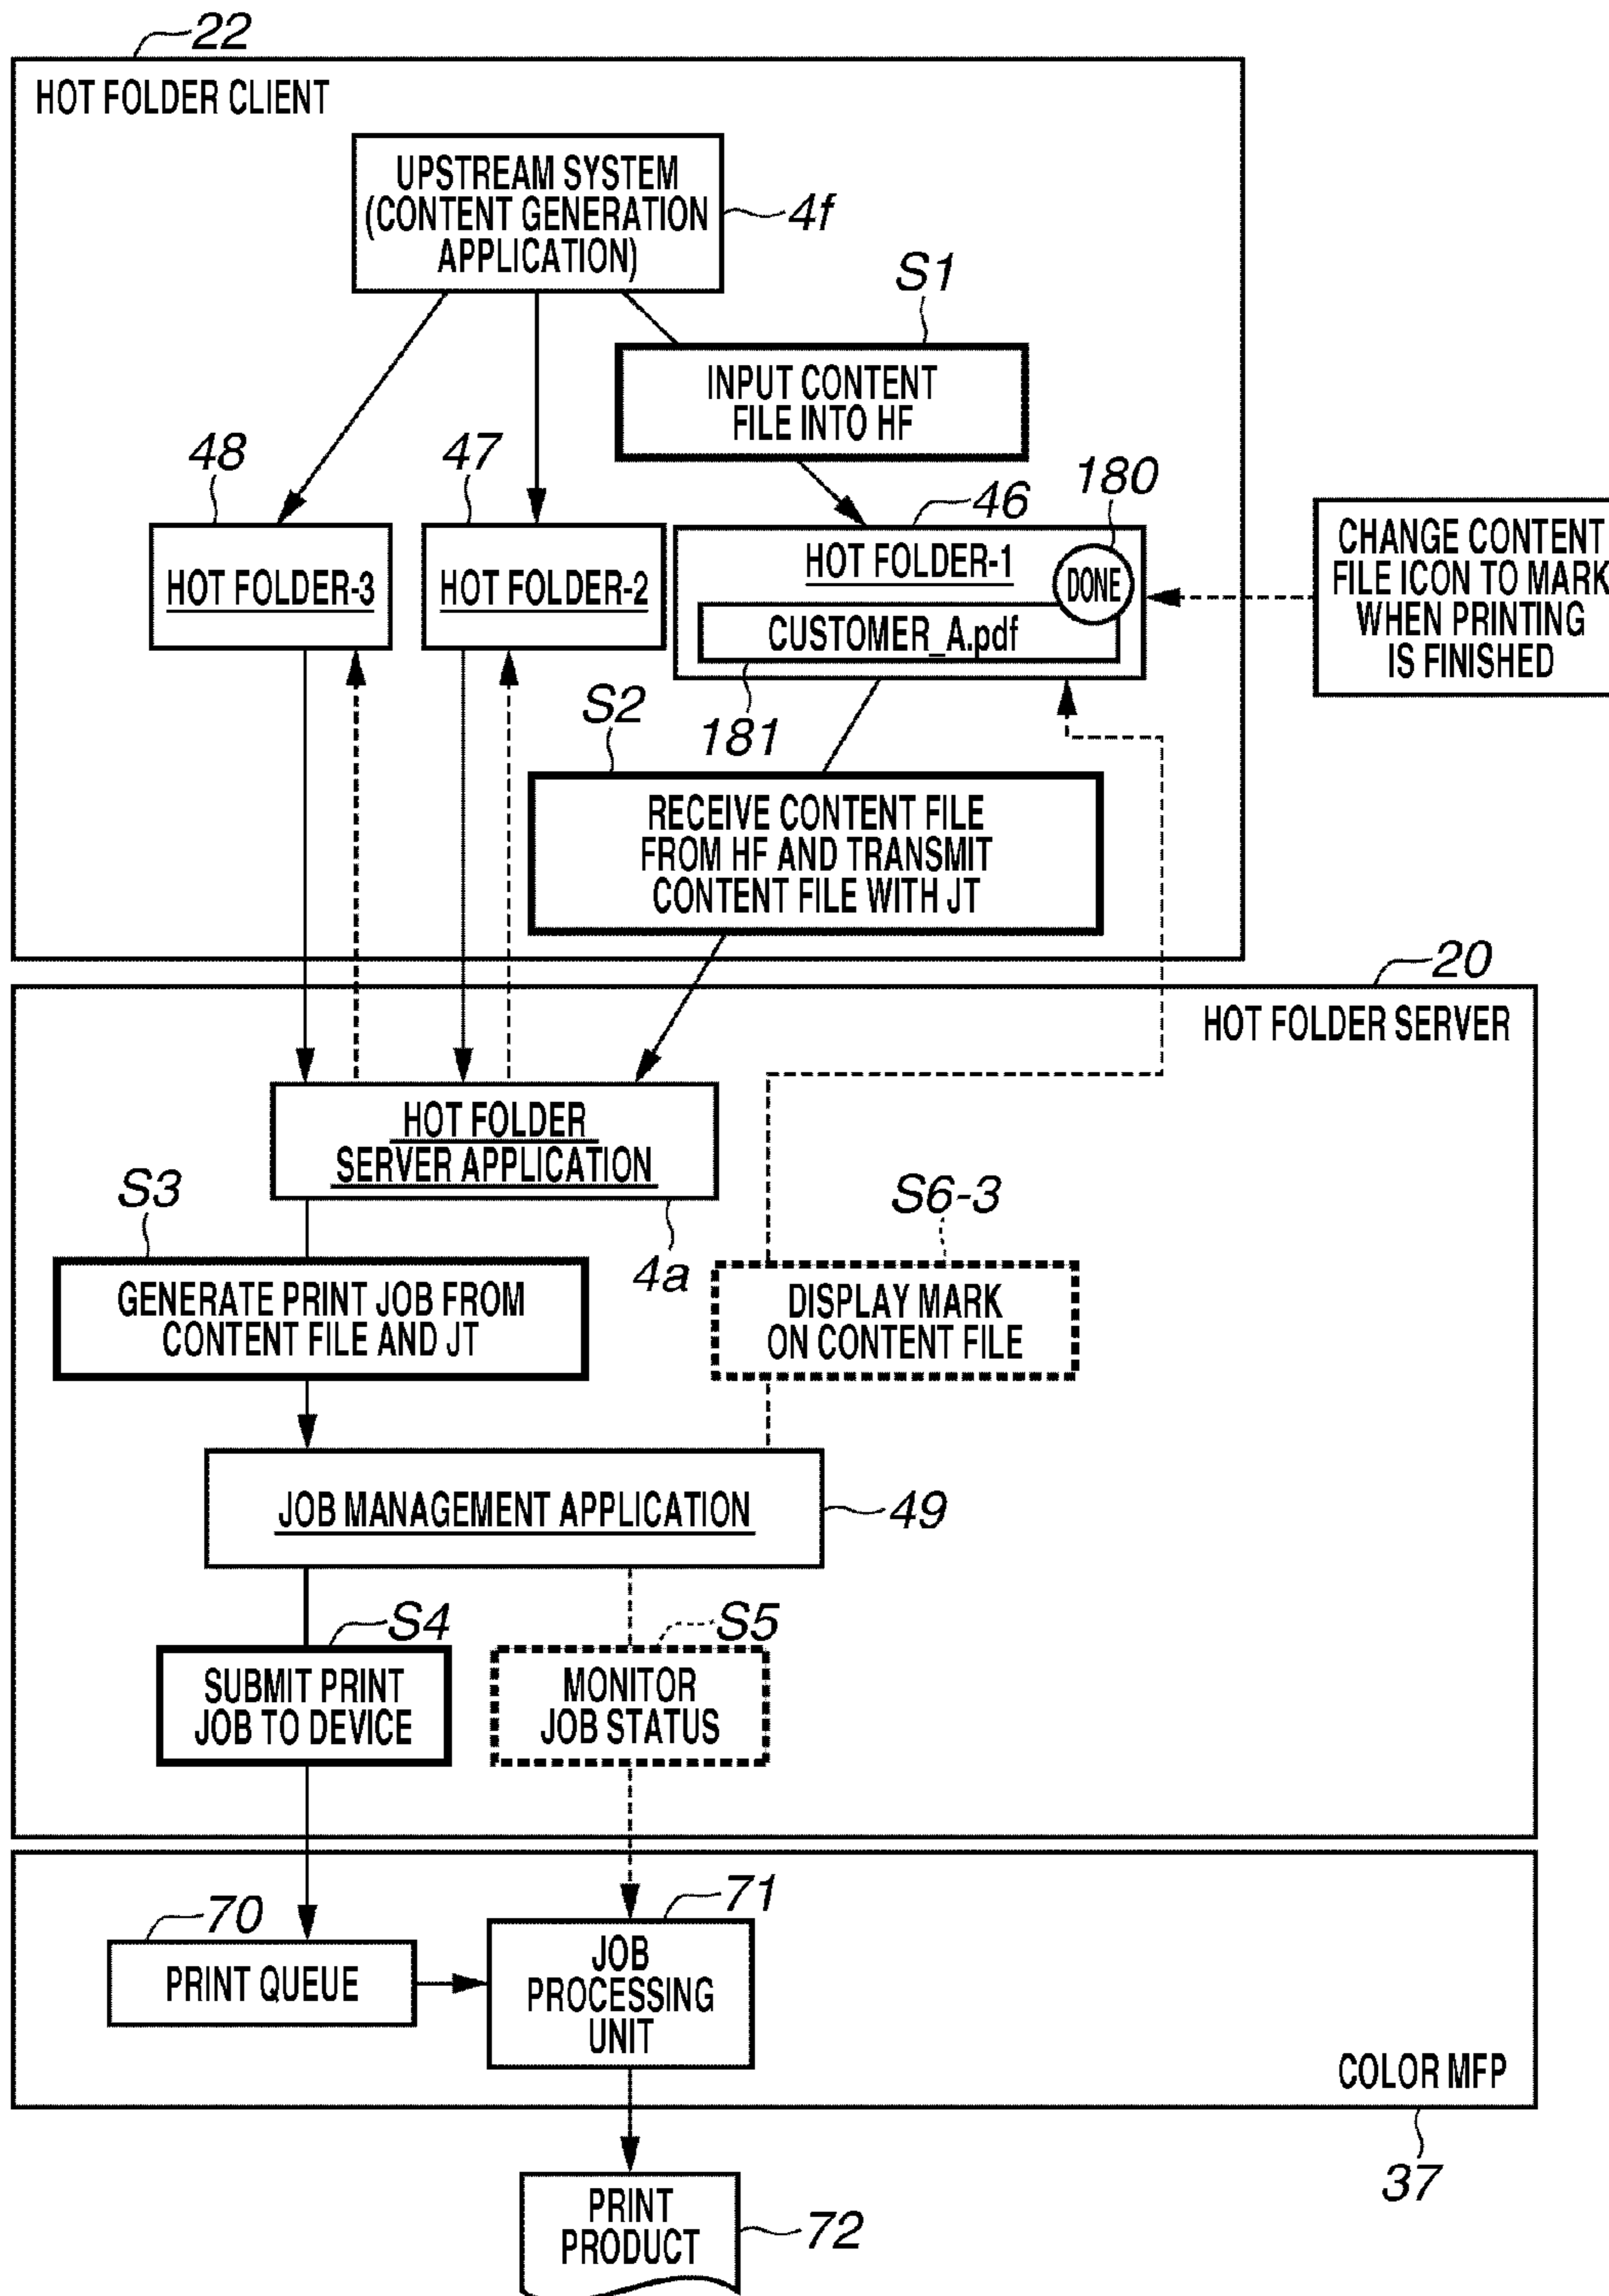 22
HOT FOLDER CLIENT
UPSTREAM SYSTEM
(CONTENT GENERATION
APPLICATION)
4f
S1
INPUT CONTENT
FILE INTO HF
48
47
46
180
HOT FOLDER-3
HOT FOLDER-2
HOT FOLDER-1
DONE
CUSTOMER_A.pdf
181
CHANGE CONTENT
FILE ICON TO MARK
WHEN PRINTING
IS FINISHED
S2
RECEIVE CONTENT FILE
FROM HF AND TRANSMIT
CONTENT FILE WITH JT
20
HOT FOLDER SERVER
HOT FOLDER
SERVER APPLICATION
4a
S3
GENERATE PRINT JOB FROM
CONTENT FILE AND JT
S6-3
DISPLAY MARK
ON CONTENT FILE
JOB MANAGEMENT APPLICATION
49
S4
SUBMIT PRINT
JOB TO DEVICE
S5
MONITOR
JOB STATUS
70
PRINT QUEUE
71
JOB
PROCESSING
UNIT
COLOR MFP
37
PRINT
PRODUCT
72